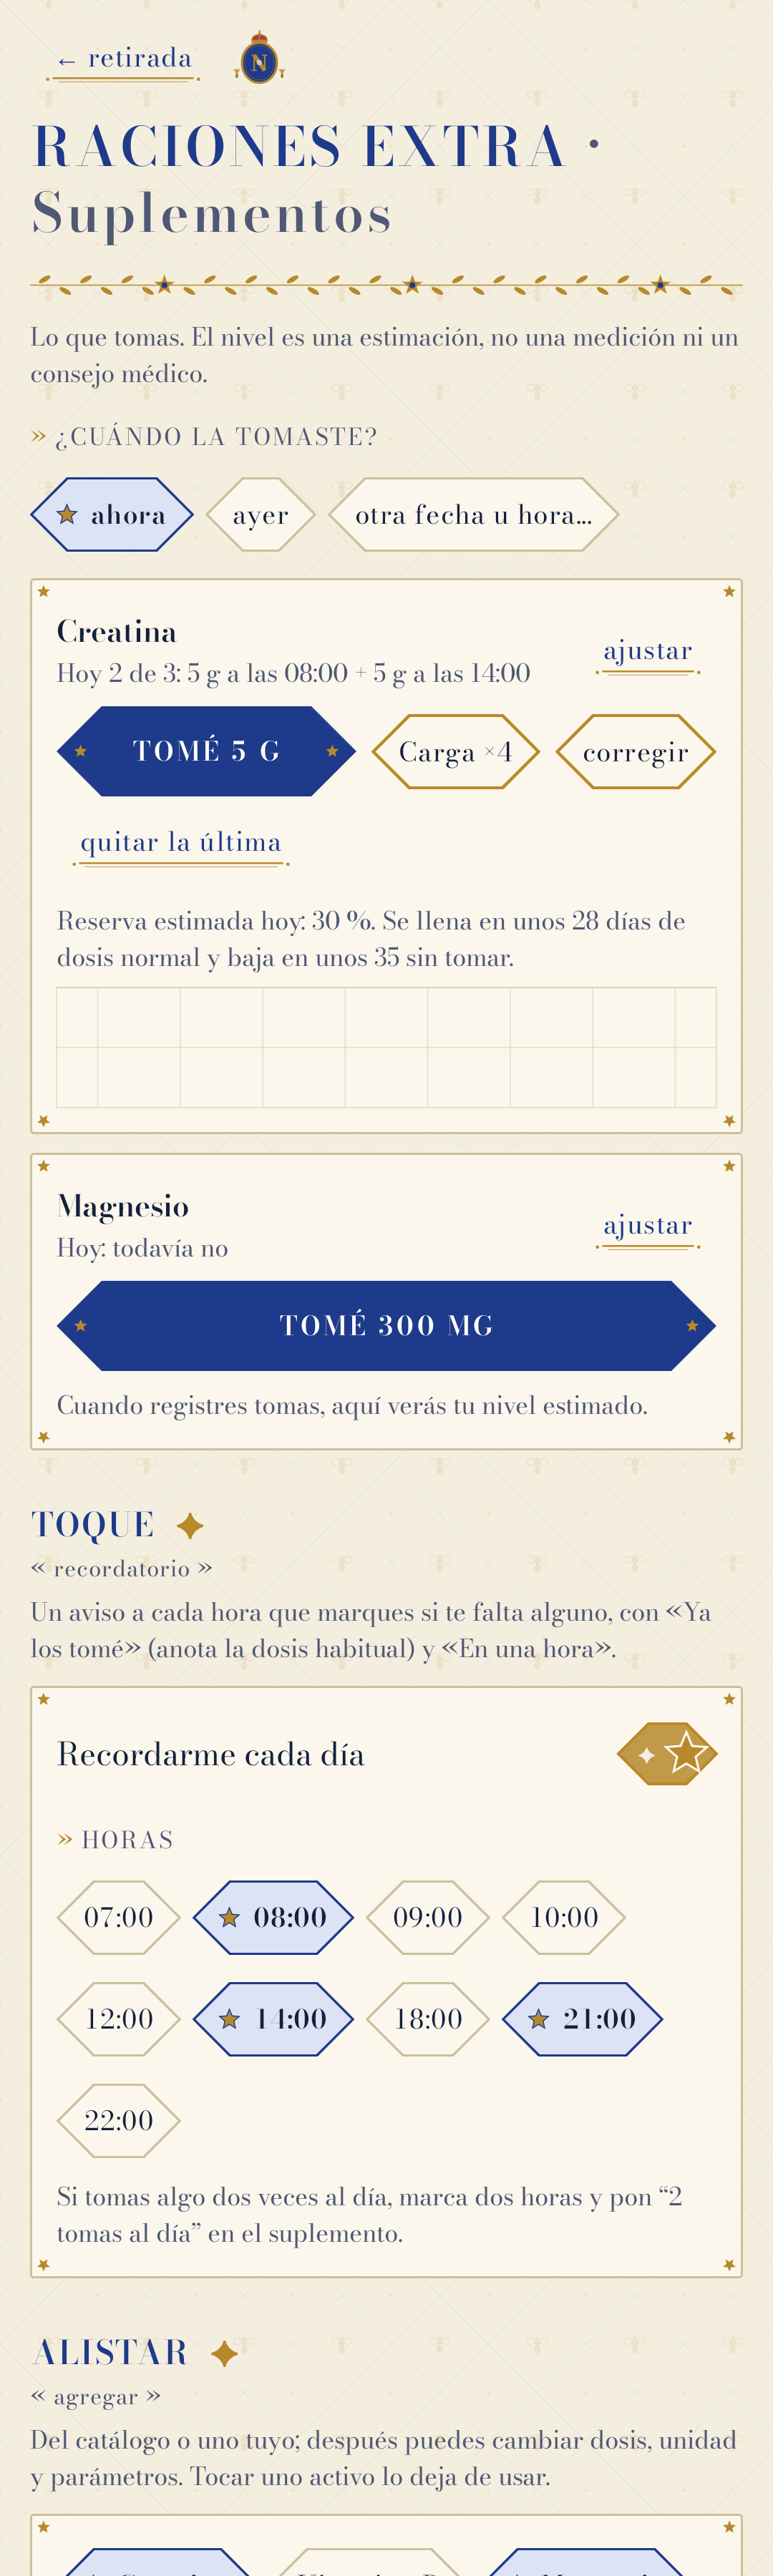 ← retirada
N
RACIONES EXTRA ·
Suplementos
Lo que tomas. El nivel es una estimación, no una medición ni un
consejo médico.
» ¿CUÁNDO LA TOMASTE?
ahora
ayer
otra fecha u hora...
Creatina
ajustar
Hoy 2 de 3: 5 g a las 08:00 + 5 g a las 14:00
TOMÉ 5 G
Carga ×4
corregir
quitar la última
Reserva estimada hoy: 30 %. Se llena en unos 28 días de
dosis normal y baja en unos 35 sin tomar.
Magnesio
ajustar
Hoy: todavía no
TOMÉ 300 MG
Cuando registres tomas, aquí verás tu nivel estimado.
TOQUE
« recordatorio »
Un aviso a cada hora que marques si te falta alguno, con «Ya
los tomé» (anota la dosis habitual) y «En una hora».
Recordarme cada día
» HORAS
07:00
08:00
09:00
10:00
12:00
14:00
18:00
21:00
22:00
Si tomas algo dos veces al día, marca dos horas y pon “2
tomas al día” en el suplemento.
ALISTAR
« agregar »
Del catálogo o uno tuyo; después puedes cambiar dosis, unidad
y parámetros. Tocar uno activo lo deja de usar.